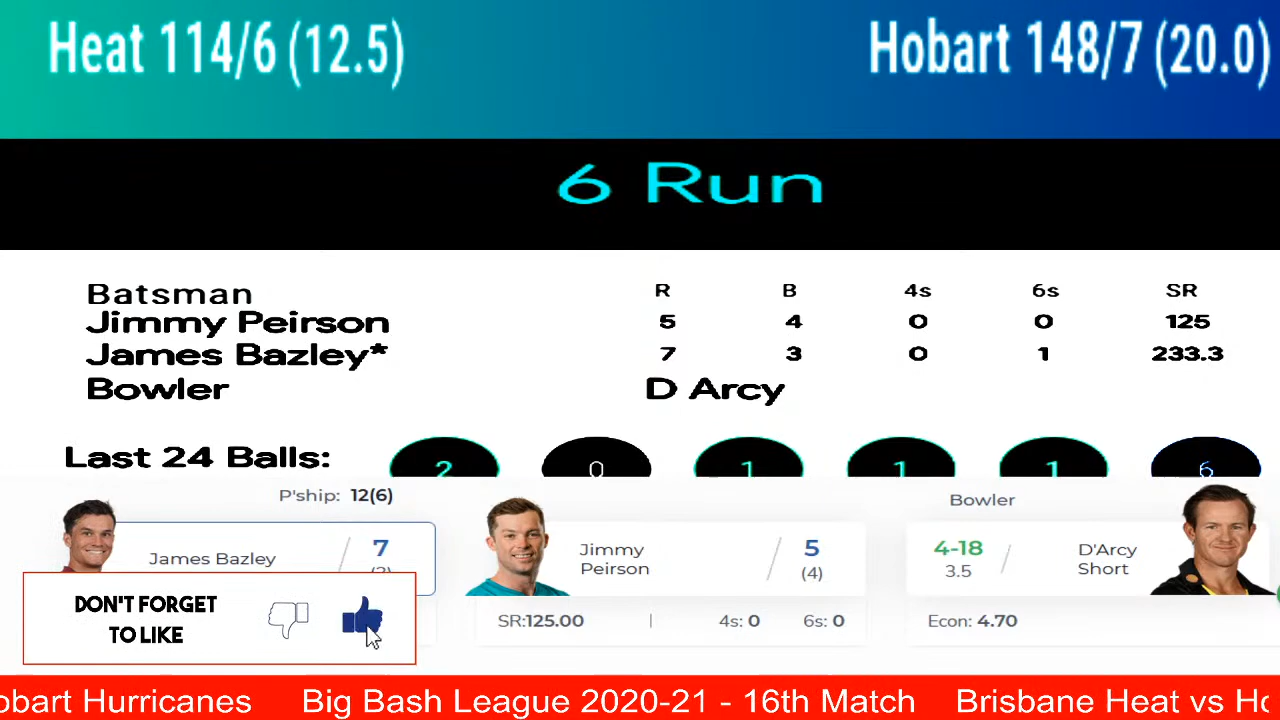 Heat 114/6 (12.5) Hobart 148/7 (20.0)
6 Run
Batsman R B 4s 6s SR
Jimmy Peirson 5 4 0 0 125
James Bazley* 7 3 0 1 233.3
Bowler D Arcy
Last 24 Balls: 2 0 1 1 1 6
P'ship: 12(6)
James Bazley 7
Jimmy Peirson 5 (4)
Bowler
4-18 3.5 D'Arcy Short
DON'T FORGET
TO LIKE
SR:125.00 | 4s: 0 6s: 0
Econ: 4.70
obart Hurricanes Big Bash League 2020-21 - 16th Match Brisbane Heat vs Ho